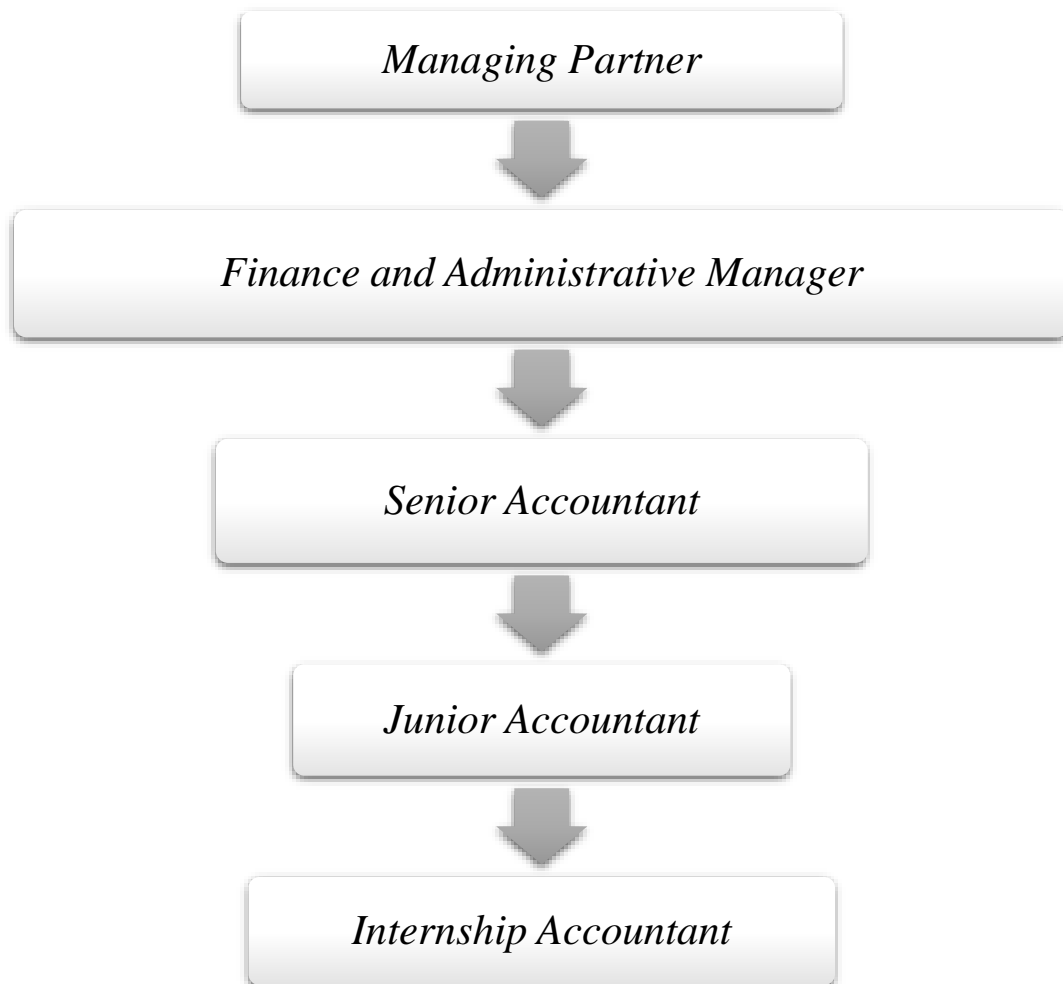 Managing Partner
Finance and Administrative Manager
Senior Accountant
Junior Accountant
Internship Accountant